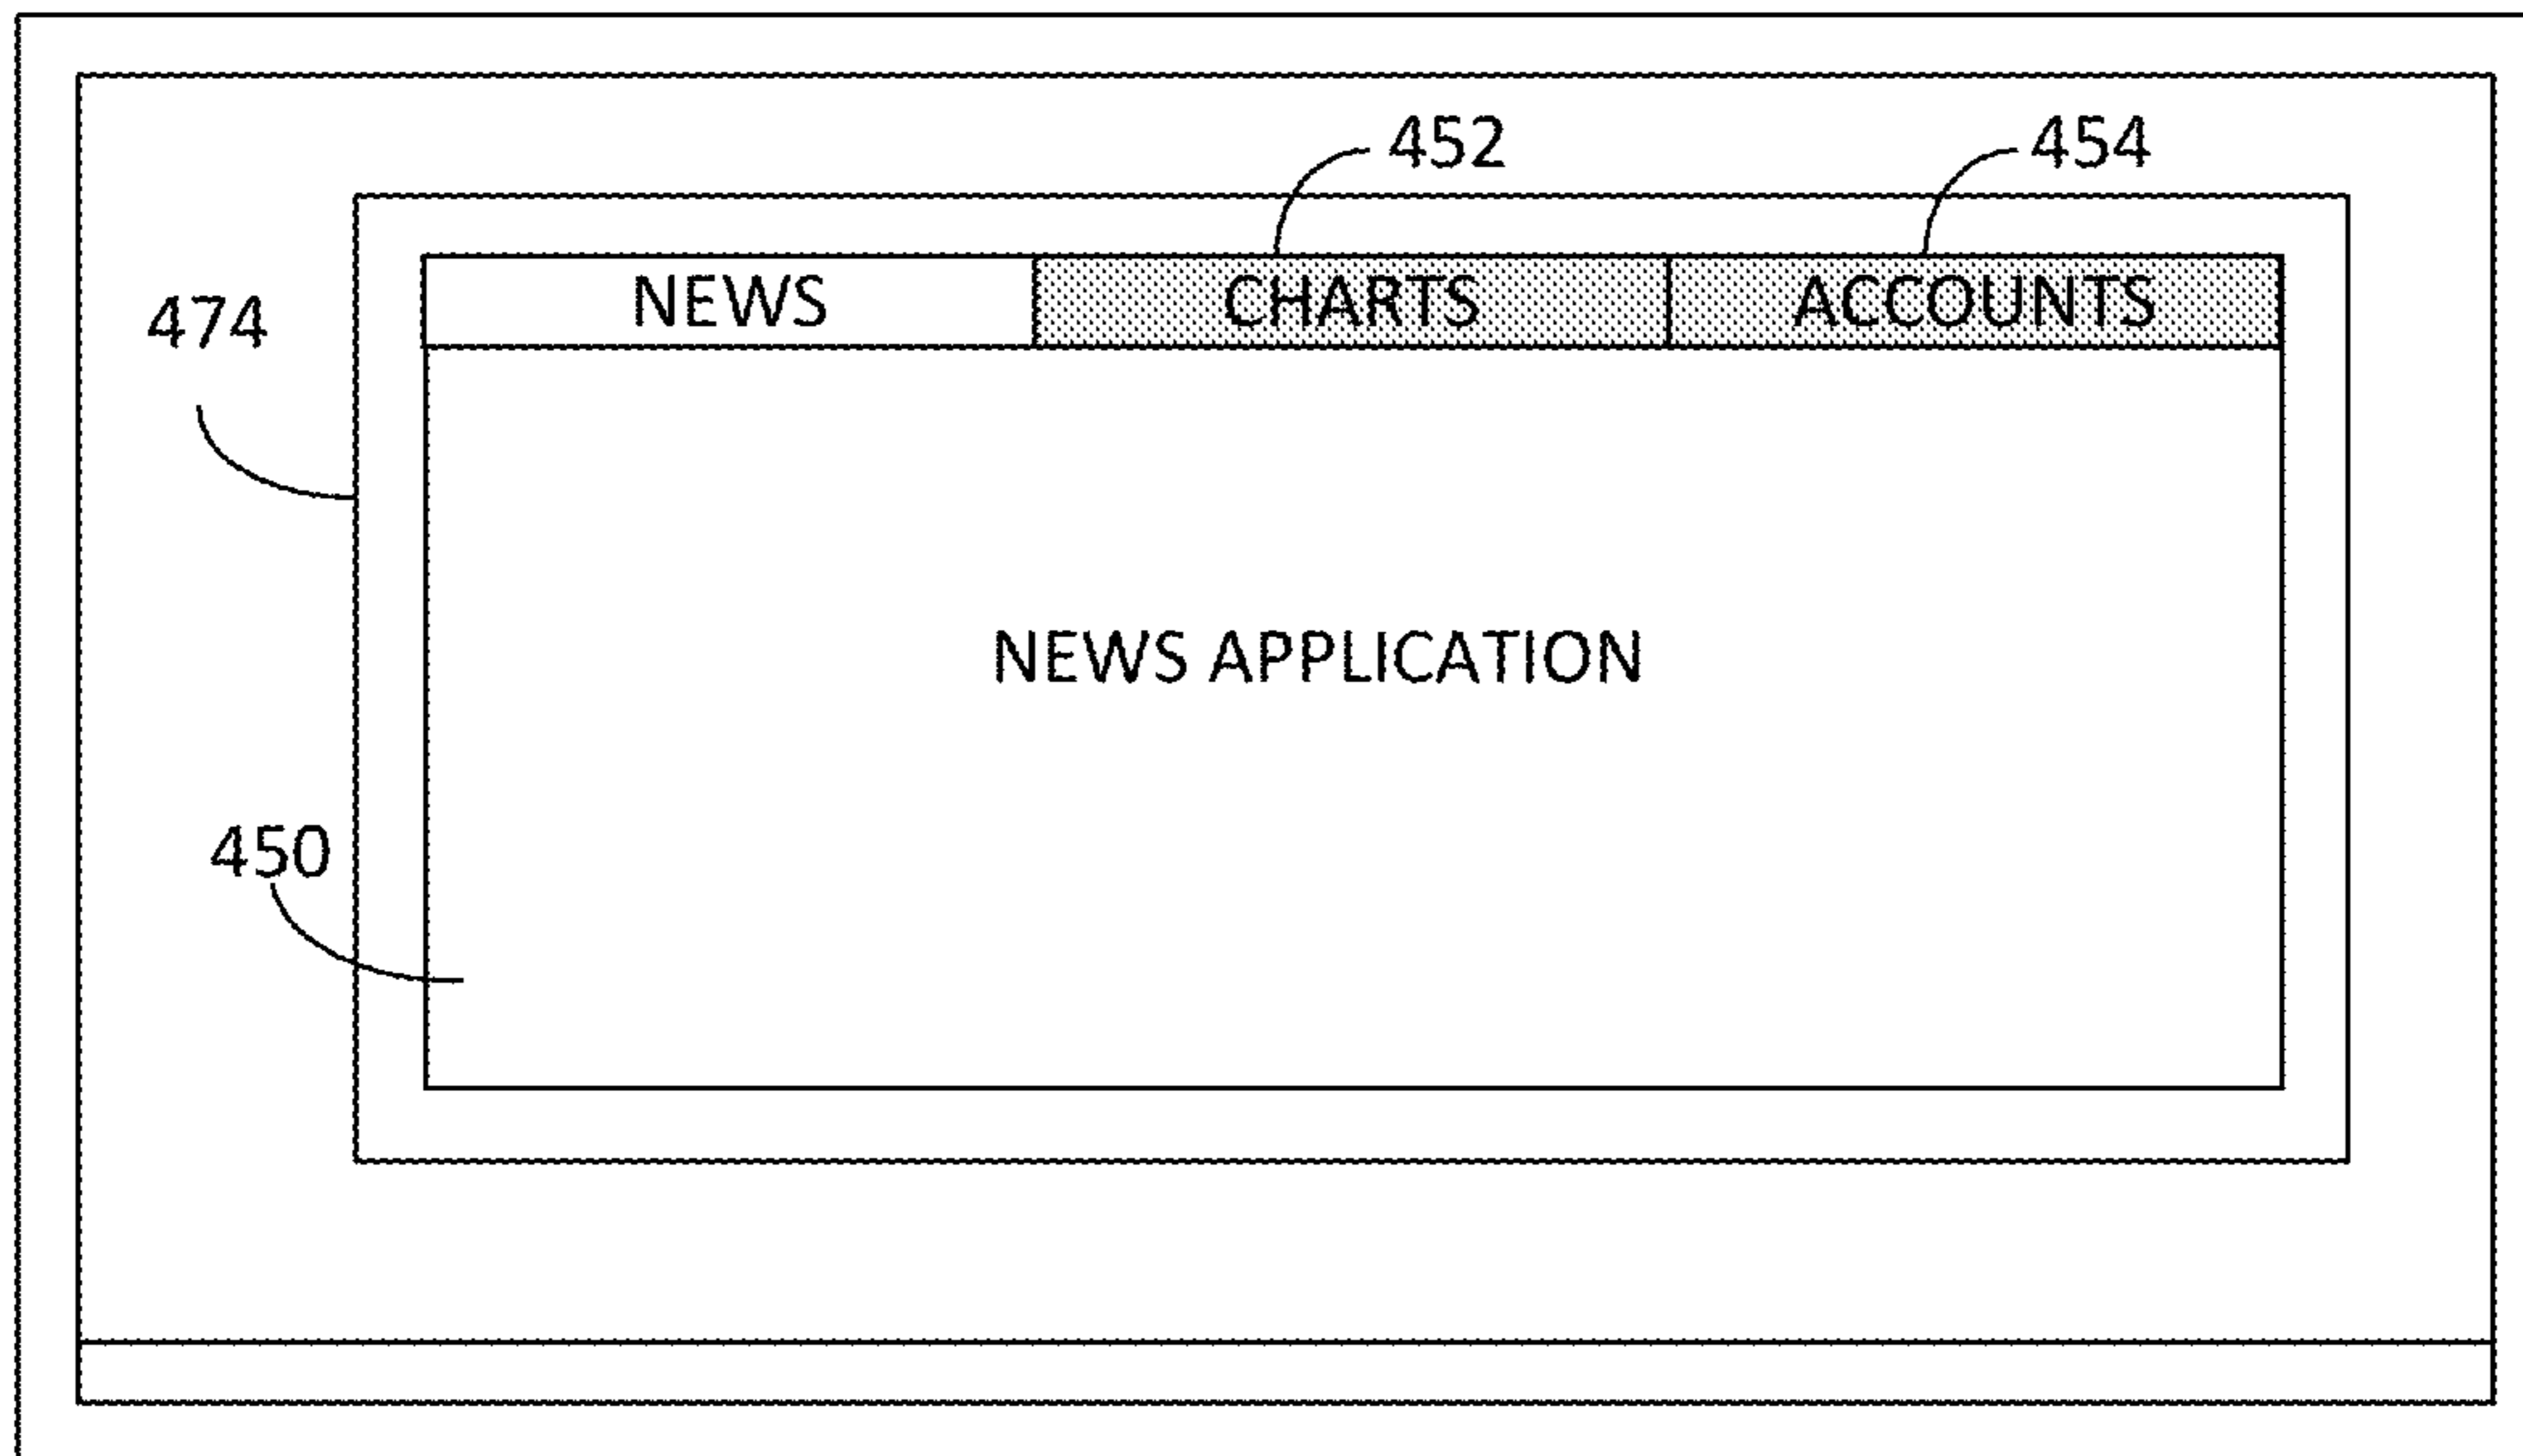 452
454
NEWS
CHARTS
ACCOUNTS
474
NEWS APPLICATION
450